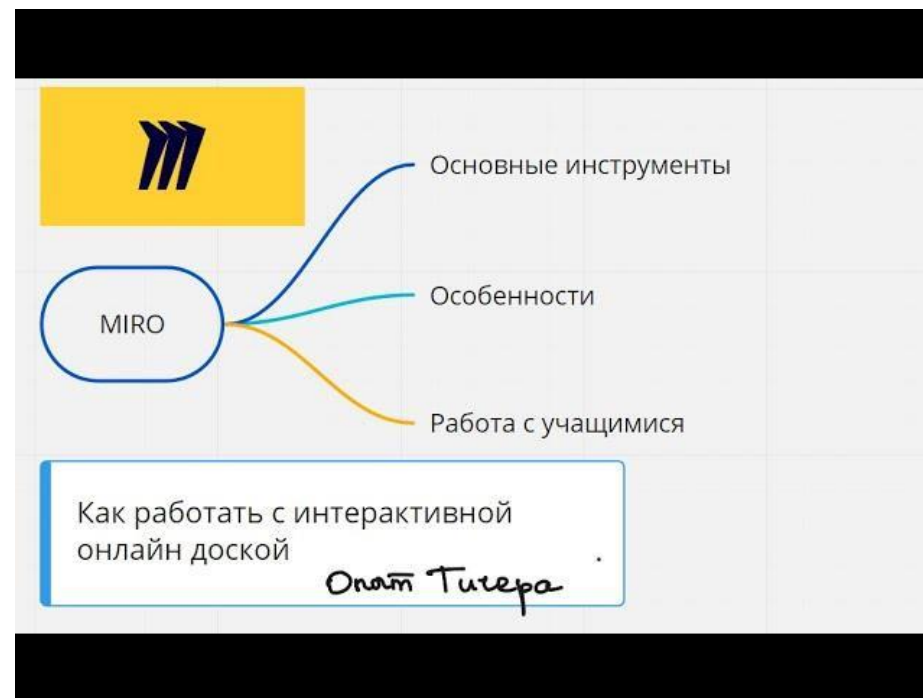 Основные инструменты
MIRO
Особенности
Работа с учащимися
Как работать с интерактивной
онлайн доской
Опыт Тичера